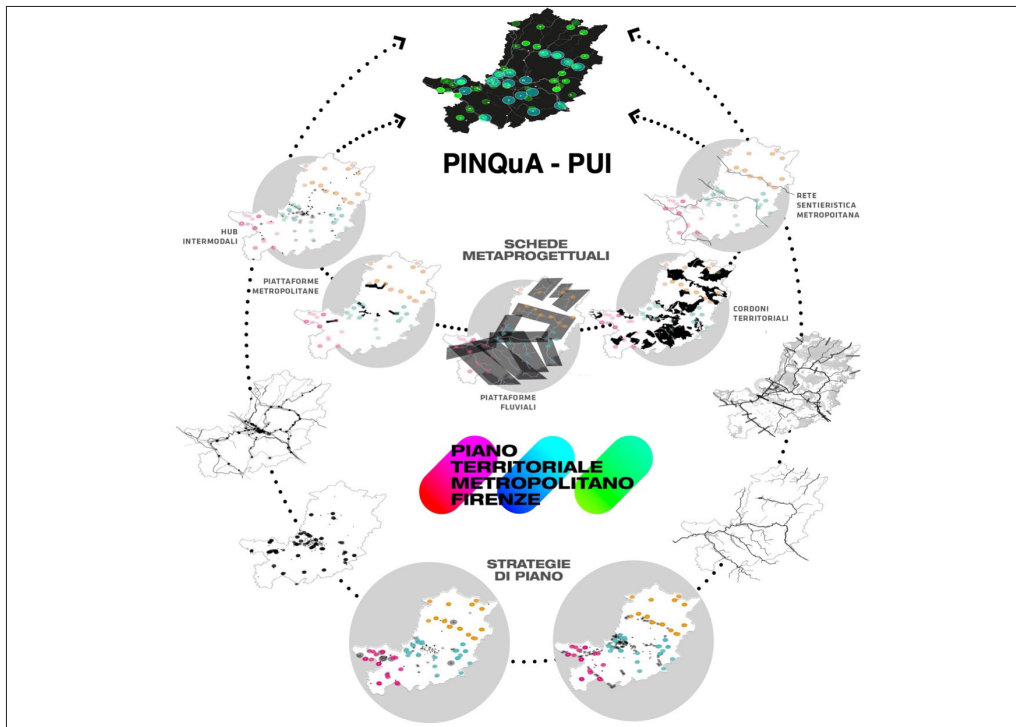 PINQuA - PUI
HUB
INTERMODALI
RETE
SENTIERISTICA
METROPOITANA
SCHEDE
METAPROGETTUALI
PIATTAFORME
METROPOLITANE
CORDONI
TERRITORIALI
PIATTAFORME
FLUVIALI
PIANO
TERRITORIALE
METROPOLITANO
FIRENZE
STRATEGIE
DI PIANO